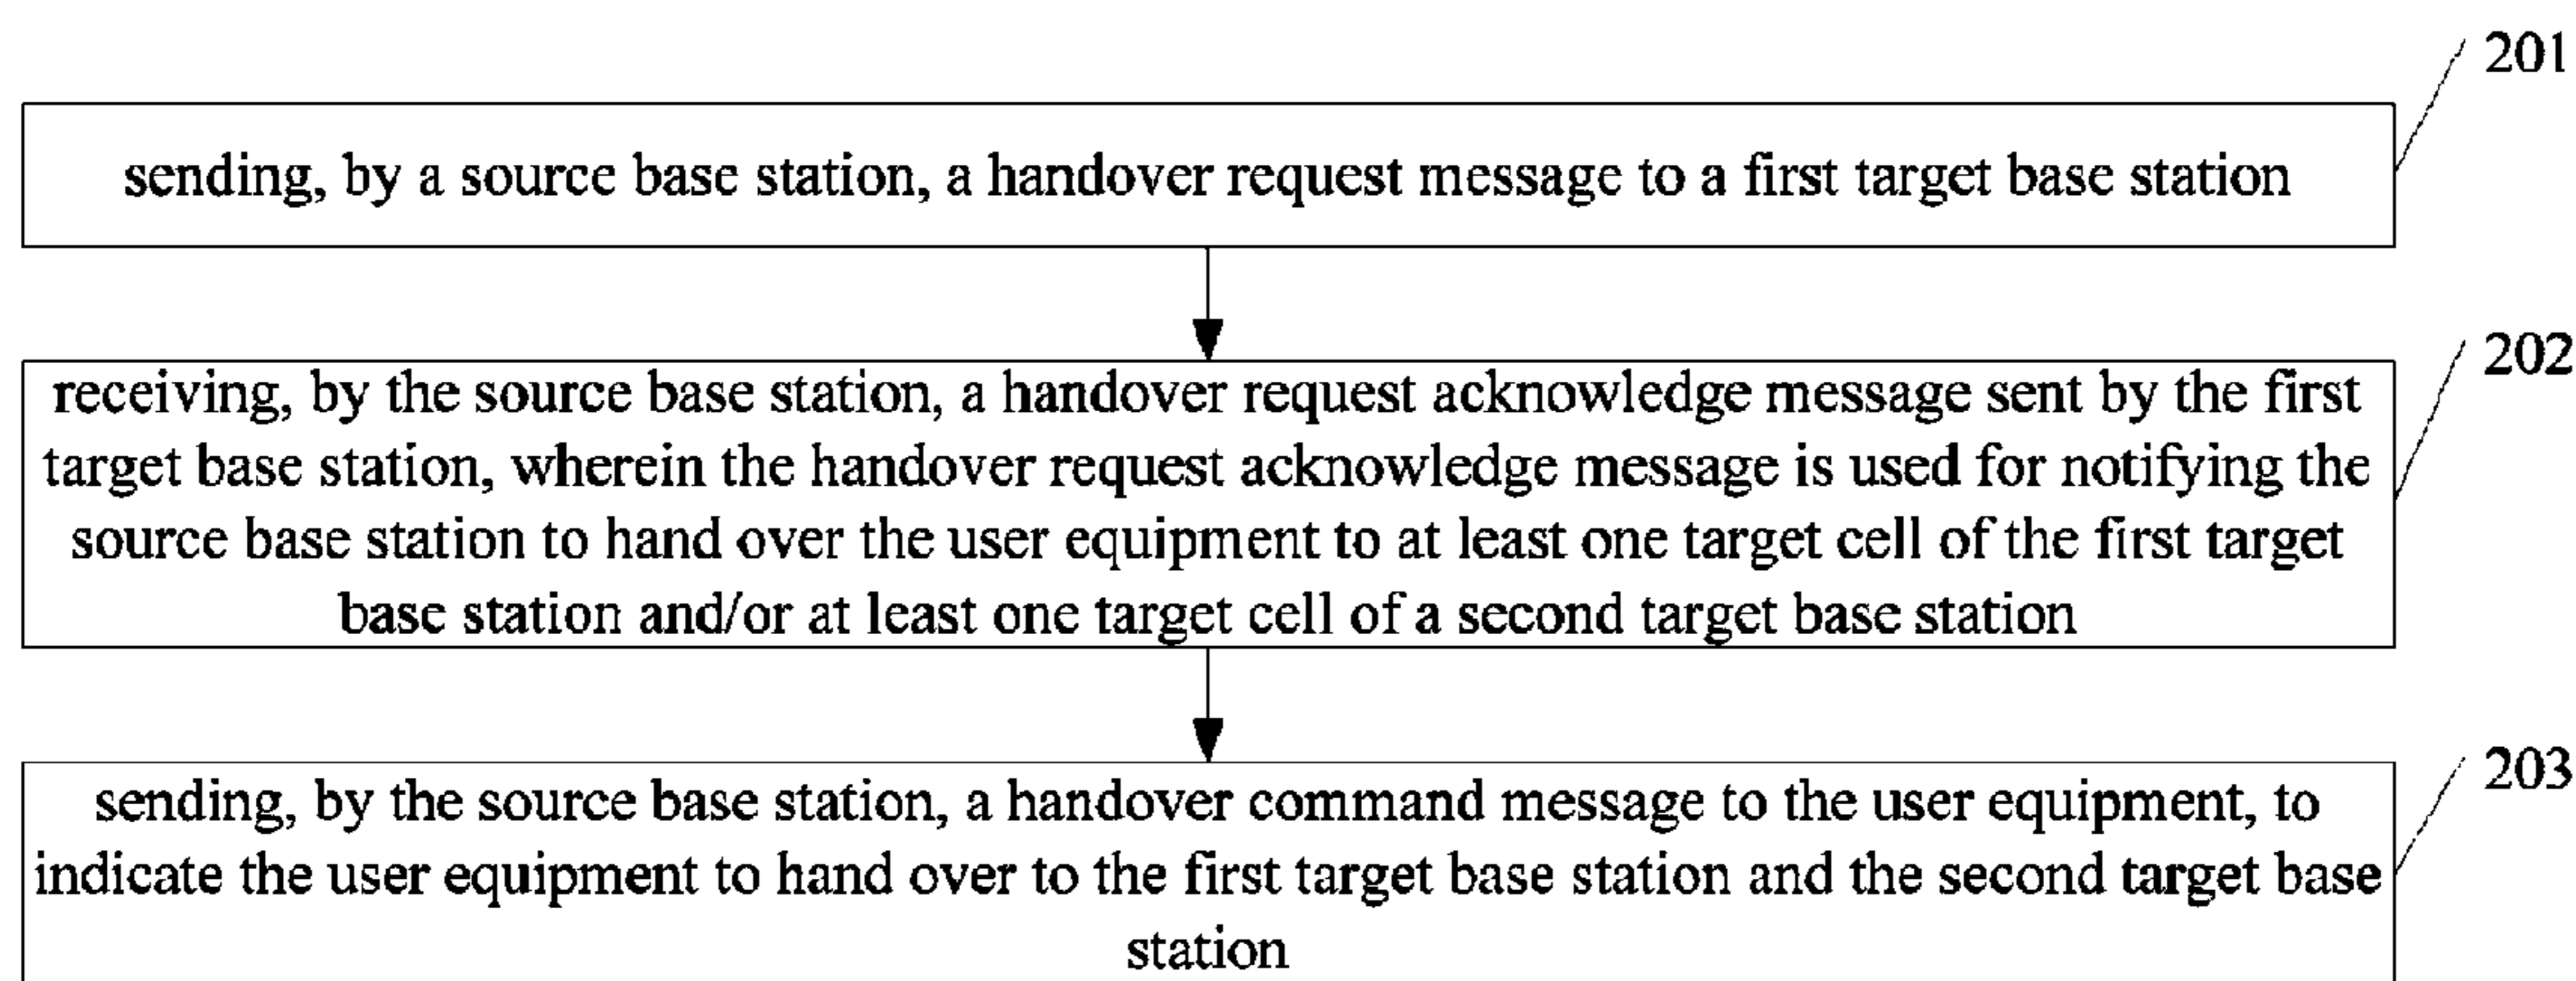 201
sending, by a source base station, a handover request message to a first target base station
202
receiving, by the source base station, a handover request acknowledge message sent by the first
target base station, wherein the handover request acknowledge message is used for notifying the
source base station to hand over the user equipment to at least one target cell of the first target
base station and/or at least one target cell of a second target base station
203
sending, by the source base station, a handover command message to the user equipment, to
indicate the user equipment to hand over to the first target base station and the second target base
station